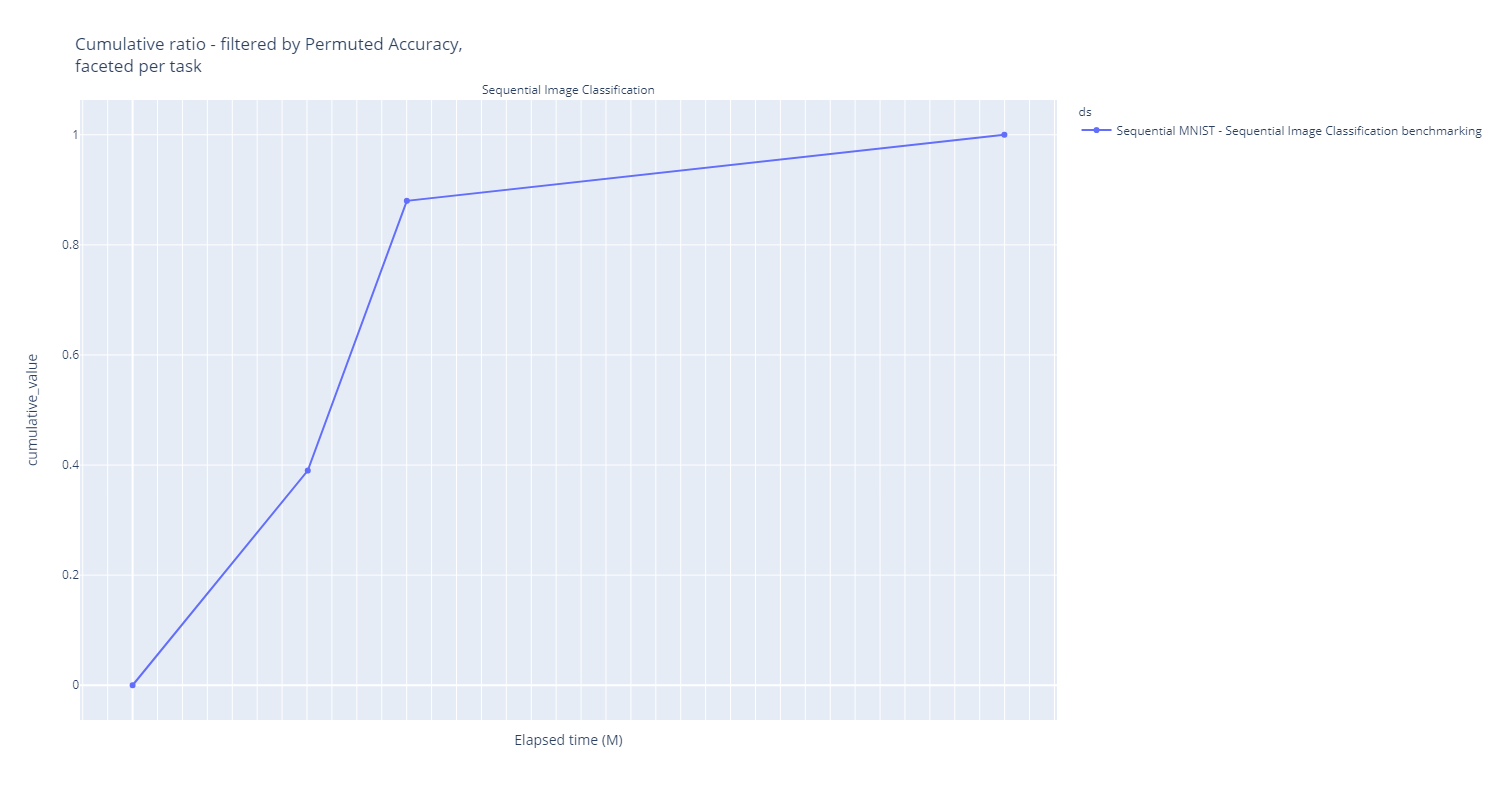 Cumulative ratio - filtered by Permuted Accuracy,
faceted per task
Sequential Image Classification
ds
Sequential MNIST - Sequential Image Classification benchmarking
1
0.8
0.6
0.4
0.2
0
cumulative_value
Elapsed time (M)